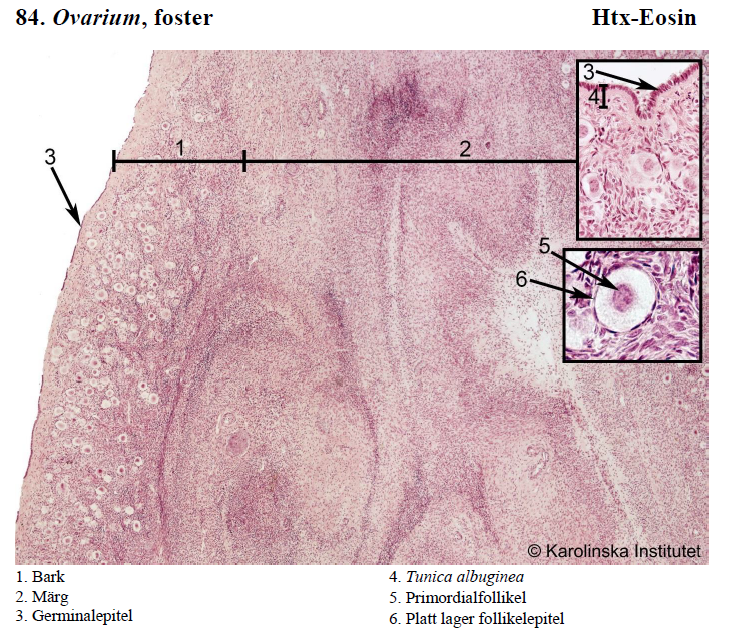 84. Ovarium, foster
Htx-Eosin
3
1
2
3
4
5
6
© Karolinska Institutet
1. Bark
2. Märg
3. Germinalepitel
4. Tunica albuginea
5. Primordialfollikel
6. Platt lager follikelepitel